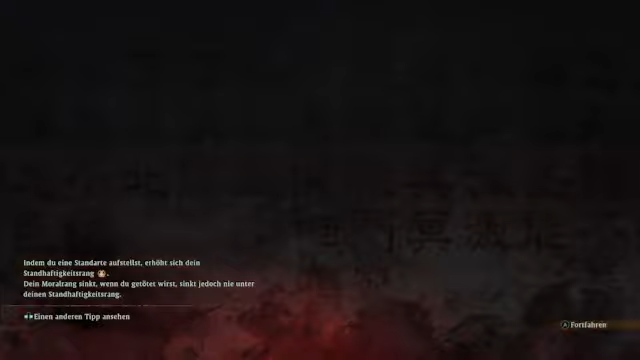 Indem du eine Standarte aufstellst, erhöht sich dein
Standhaftigkeitsrang.
Dein Moralrang sinkt, wenn du getötet wirst, sinkt jedoch nie unter
deinen Standhaftigkeitsrang.
Einen anderen Tipp ansehen
A Fortfahren